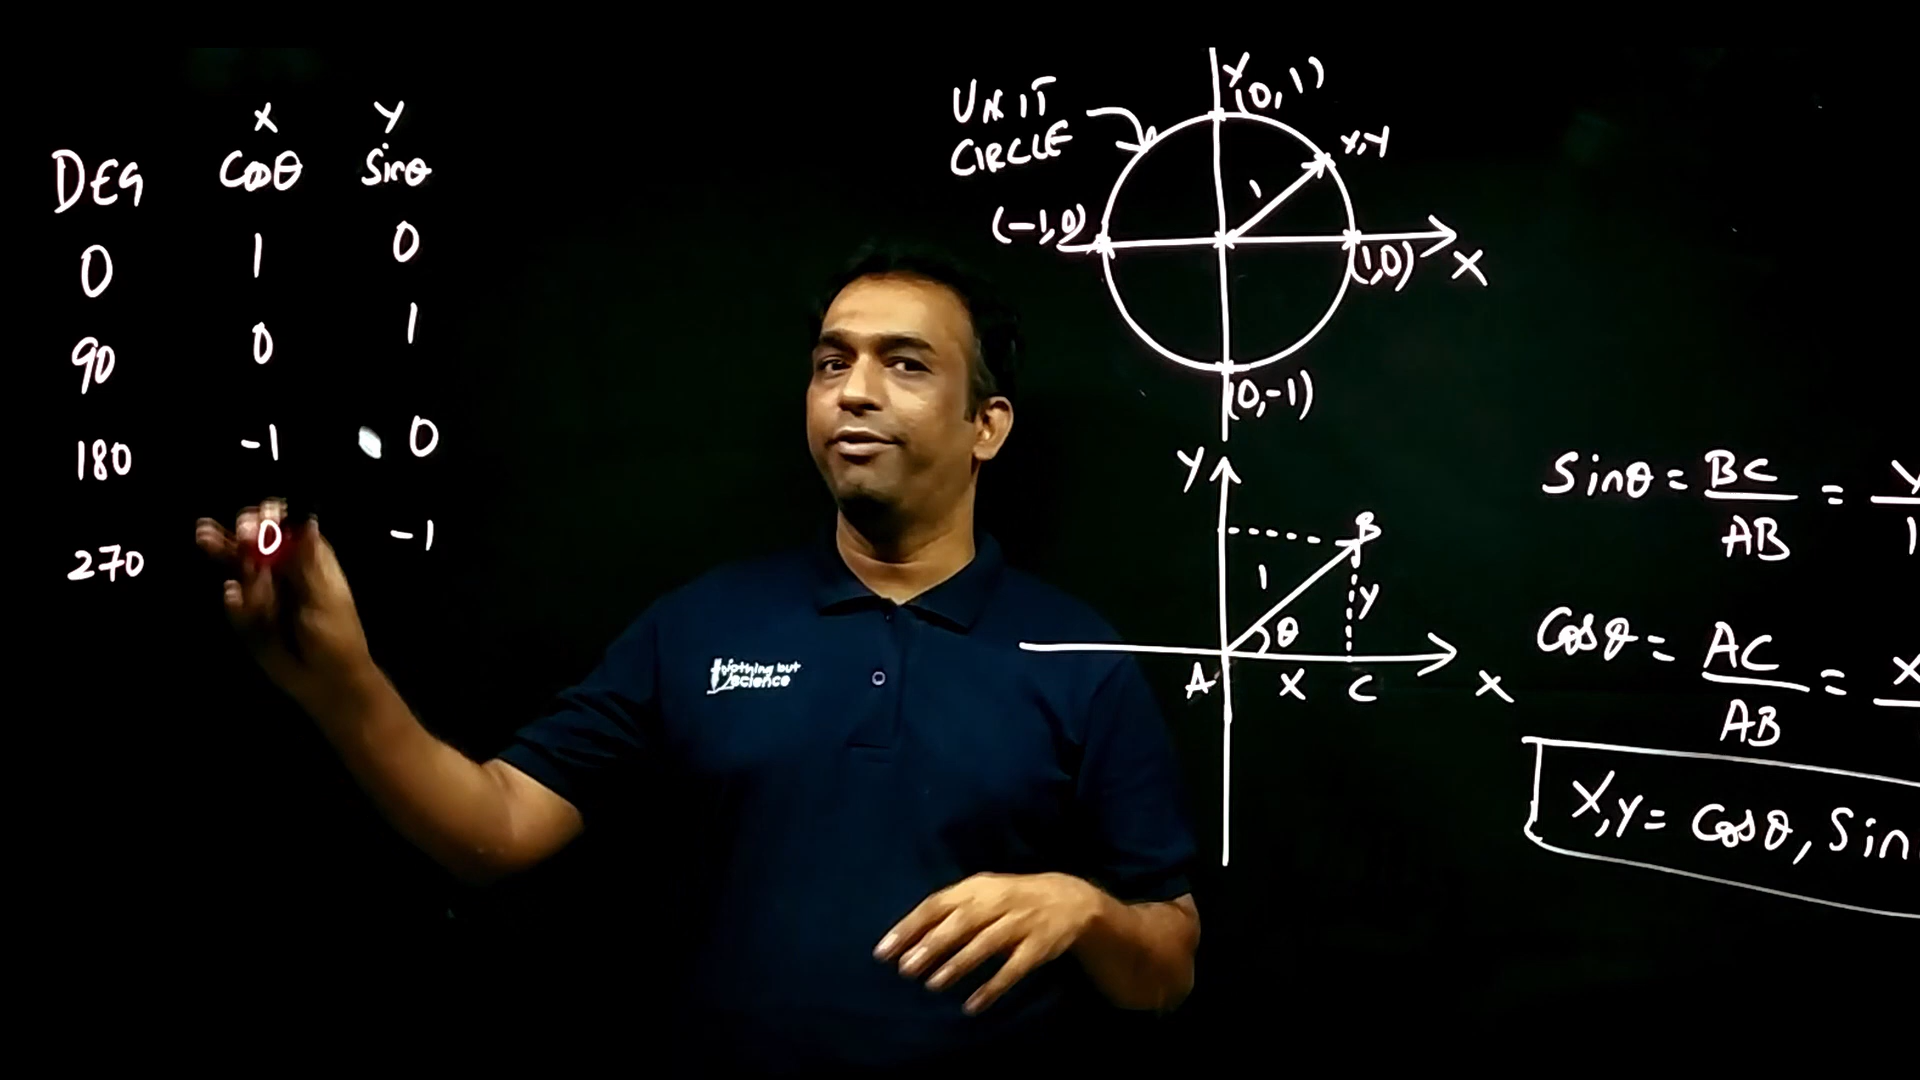 X Y
DEG Cosθ Sinθ
0 1 0
90 0 1
180 -1 0
270 0 -1
UNIT
CIRCLE
Y
(0,1)
X,Y
1
(-1,0)
(1,0)
X
(0,-1)
Y
B
1
Y
θ
A X C X
Sinθ = BC/AB = Y/1
Cosθ = AC/AB = X
X,Y = Cosθ, Sin
Nothing but
science